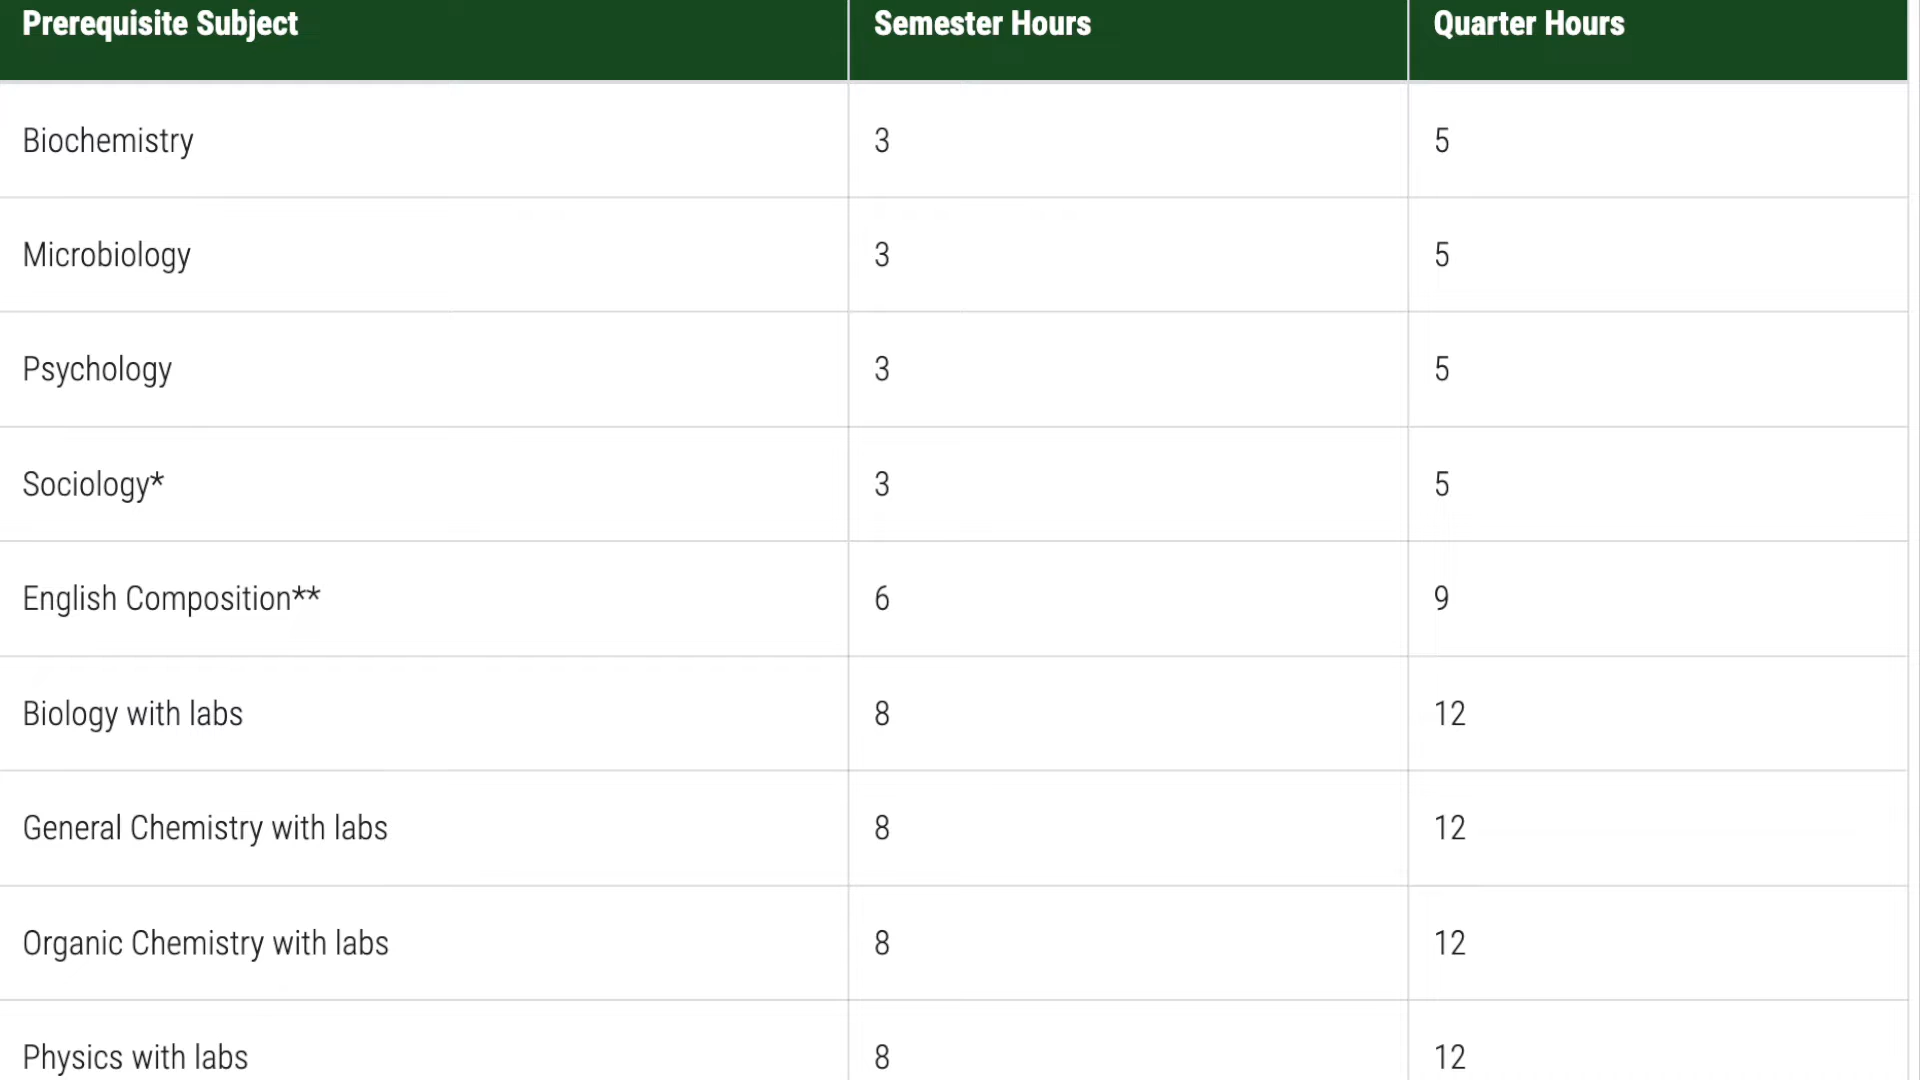 Prerequisite Subject Semester Hours Quarter Hours
Biochemistry 3 5
Microbiology 3 5
Psychology 3 5
Sociology* 3 5
English Composition** 6 9
Biology with labs 8 12
General Chemistry with labs 8 12
Organic Chemistry with labs 8 12
Physics with labs 8 12